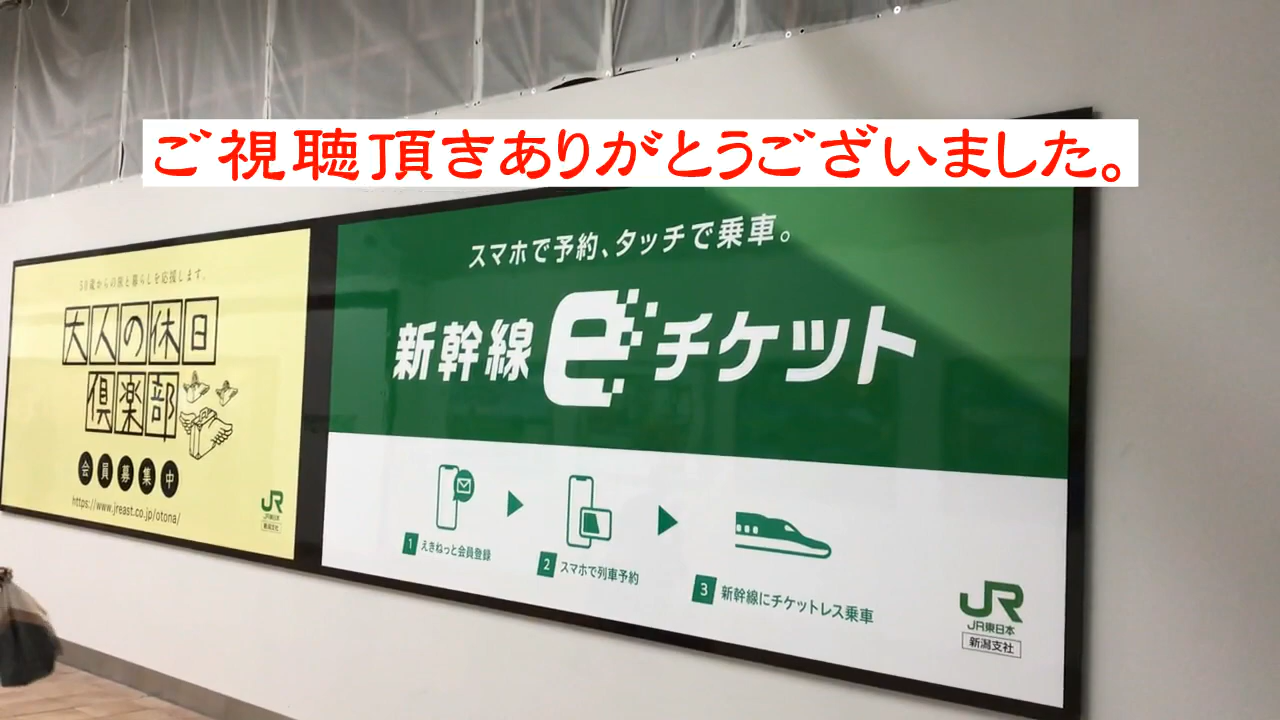 ご視聴頂きありがとうございました。
50歳からの旅と暮らしを応援します。
大人の休日
倶楽部
会員募集中
https://www.jreast.co.jp/otona/
JR
JR東日本
新潟支社
スマホで予約、タッチで乗車。
新幹線eチケット
1 えきねっと会員登録
2 スマホで列車予約
3 新幹線にチケットレス乗車
JR
JR東日本
新潟支社